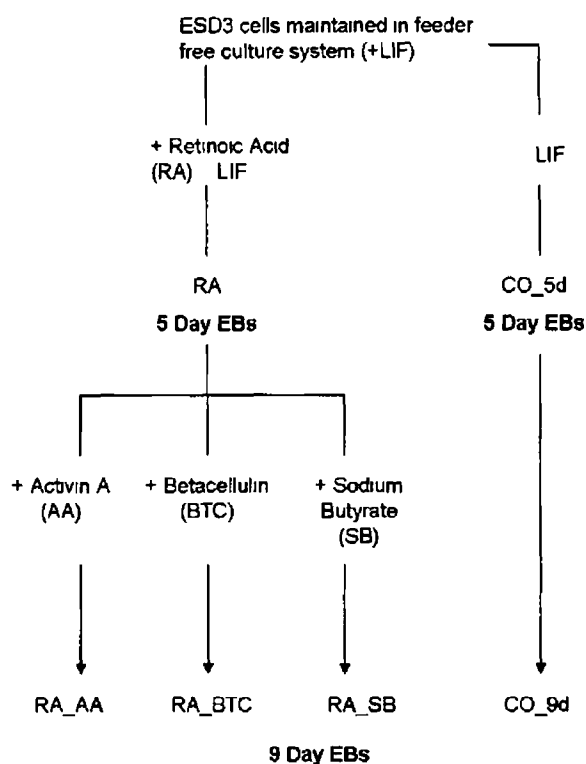 ESD3 cells maintained in feeder
free culture system (+LIF)
+ Retinoic Acid
(RA) LIF
LIF
RA
CO_5d
5 Day EBs
5 Day EBs
+ Activin A
(AA)
+ Betacellulin
(BTC)
+ Sodium
Butyrate
(SB)
RA_AA
RA_BTC
RA_SB
CO_9d
9 Day EBs